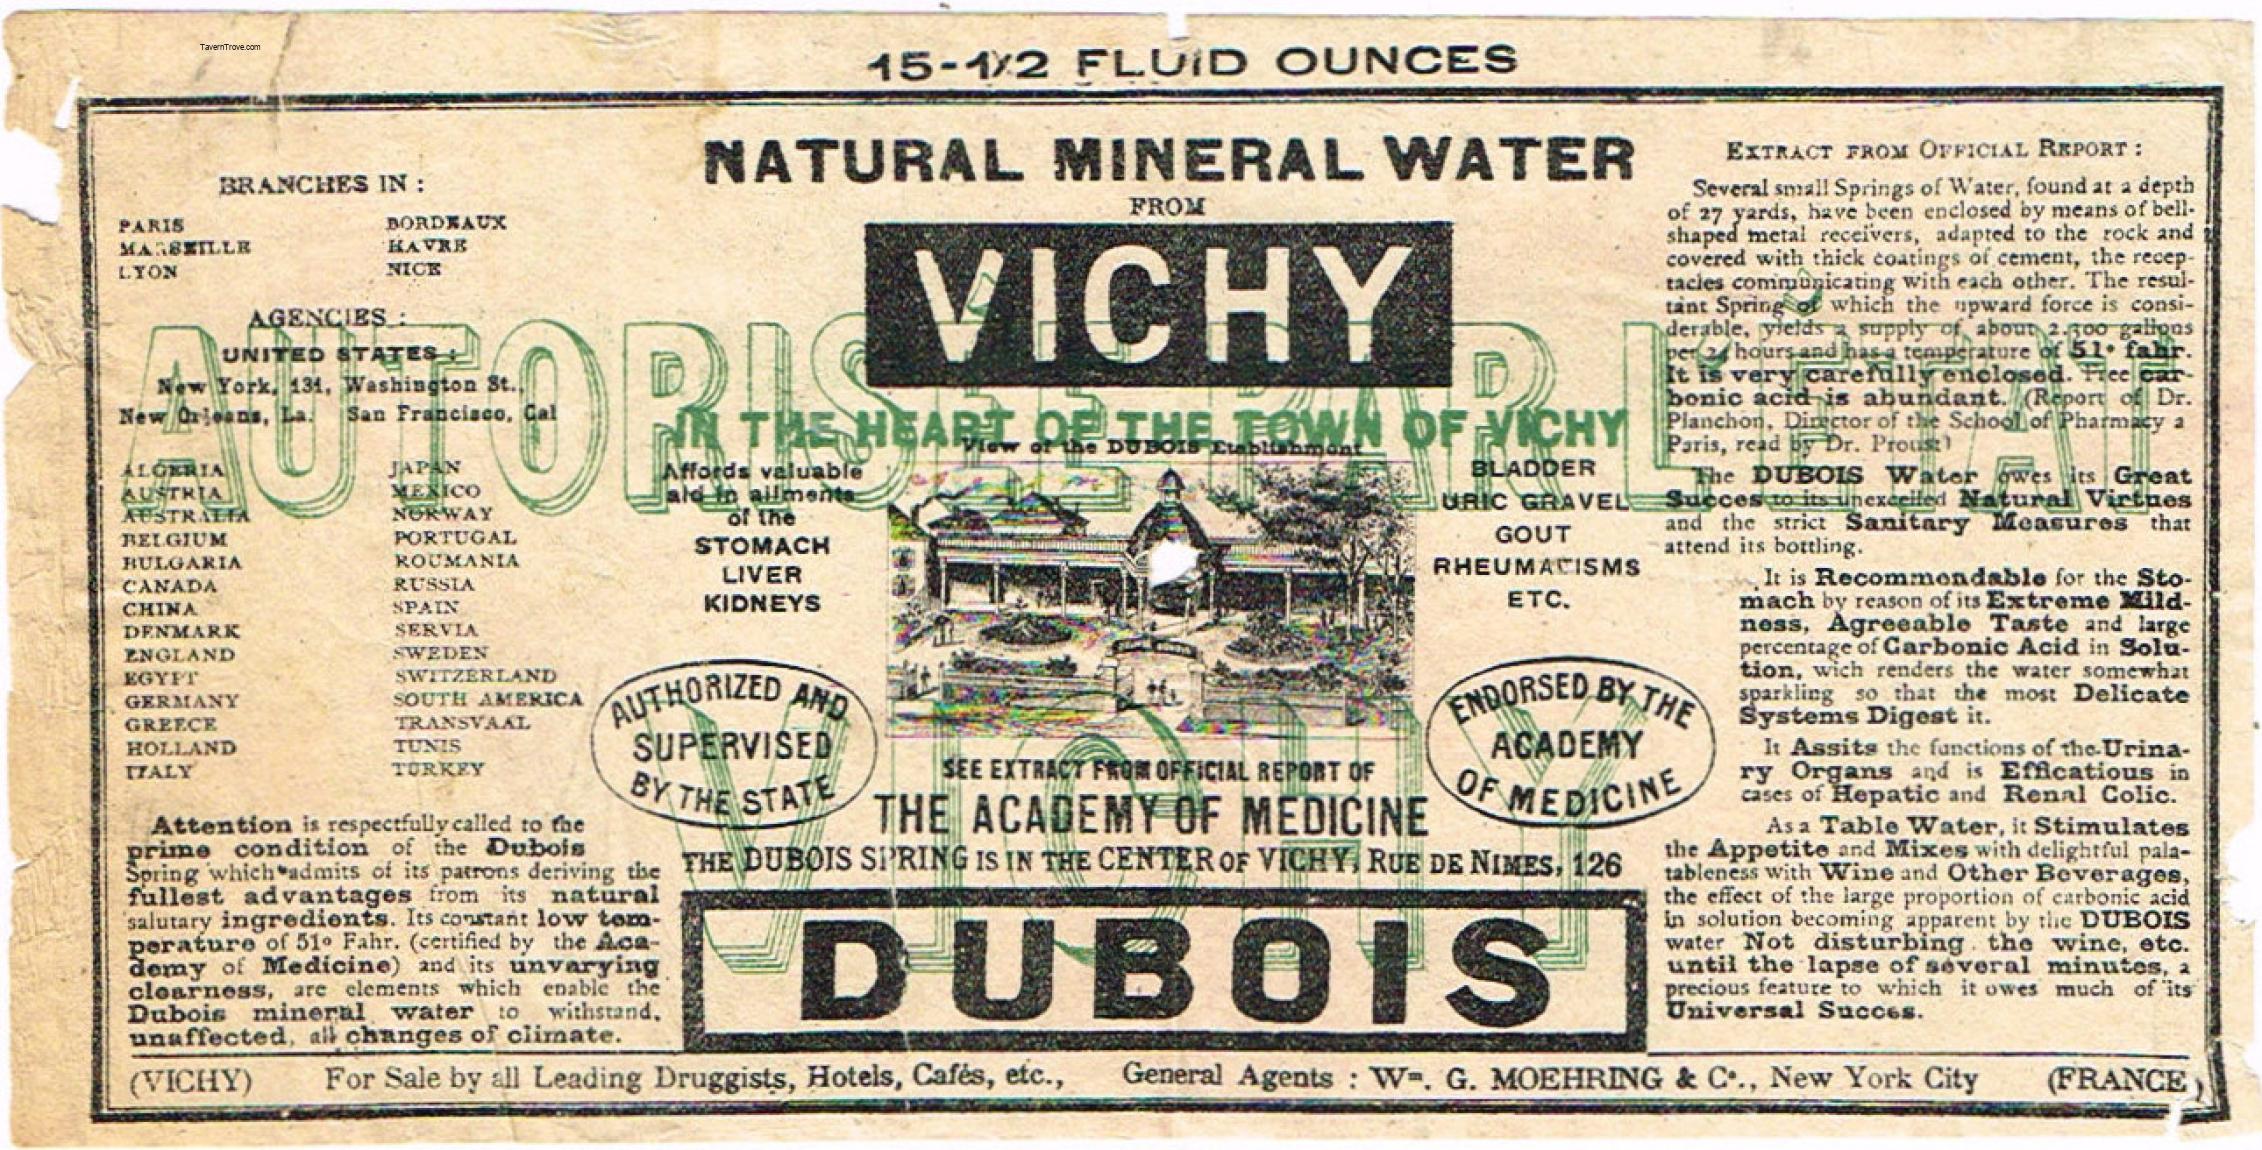 TavernTrove.com
15-1/2 FLUID OUNCES
BRANCHES IN :
PARIS BORDEAUX
MARSEILLE HAVRE
LYON NICE
AGENCIES :
UNITED STATES :
New York, 131, Washington St.,
New Orleans, La. San Francisco, Cal
ALGERIA JAPAN
AUSTRIA MEXICO
AUSTRALIA NORWAY
BELGIUM PORTUGAL
BULGARIA ROUMANIA
CANADA RUSSIA
CHINA SPAIN
DENMARK SERVIA
ENGLAND SWEDEN
EGYPT SWITZERLAND
GERMANY SOUTH AMERICA
GREECE TRANSVAAL
HOLLAND TUNIS
ITALY TURKEY
Attention is respectfully called to the
prime condition of the Dubois
Spring which admits of its patrons deriving the
fullest advantages from its natural
salutary ingredients. Its constant low tem-
perature of 51º Fahr. (certified by the Aca-
demy of Medicine) and its unvarying
clearness, are elements which enable the
Dubois mineral water to withstand,
unaffected, all changes of climate.
NATURAL MINERAL WATER
FROM
VICHY
AUTORISÉE PAR L'ÉTAT
IN THE HEART OF THE TOWN OF VICHY
View of the DUBOIS Etablishment
Affords valuable
aid in ailments
of the
STOMACH
LIVER
KIDNEYS
BLADDER
URIC GRAVEL
GOUT
RHEUMATISMS
ETC.
AUTHORIZED AND
SUPERVISED
BY THE STATE
ENDORSED BY THE
ACADEMY
OF MEDICINE
VICHY
SEE EXTRACT FROM OFFICIAL REPORT OF
THE ACADEMY OF MEDICINE
THE DUBOIS SPRING IS IN THE CENTER OF VICHY, RUE DE NIMES, 126
DUBOIS
EXTRACT FROM OFFICIAL REPORT :
Several small Springs of Water, found at a depth
of 27 yards, have been enclosed by means of bell-
shaped metal receivers, adapted to the rock and
covered with thick coatings of cement, the recep-
tacles communicating with each other. The resul-
tant Spring of which the upward force is consi-
derable, yields a supply of about 2.300 gallons
per 24 hours and has a temperature of 51º fahr.
It is very carefully enclosed. Free car-
bonic acid is abundant. (Report of Dr.
Planchon, Director of the School of Pharmacy a
Paris, read by Dr. Proust)
The DUBOIS Water owes its Great
Succes to its unexcelled Natural Virtues
and the strict Sanitary Measures that
attend its bottling.
It is Recommendable for the Sto-
mach by reason of its Extreme Mild-
ness, Agreeable Taste and large
percentage of Carbonic Acid in Solu-
tion, wich renders the water somewhat
sparkling so that the most Delicate
Systems Digest it.
It Assits the functions of the Urina-
ry Organs and is Efficatious in
cases of Hepatic and Renal Colic.
As a Table Water, it Stimulates
the Appetite and Mixes with delightful pala-
tableness with Wine and Other Beverages,
the effect of the large proportion of carbonic acid
in solution becoming apparent by the DUBOIS
water Not disturbing the wine, etc.
until the lapse of several minutes, a
precious feature to which it owes much of its
Universal Succes.
(VICHY) For Sale by all Leading Druggists, Hotels, Cafés, etc., General Agents : Wm. G. MOEHRING & Co., New York City (FRANCE)